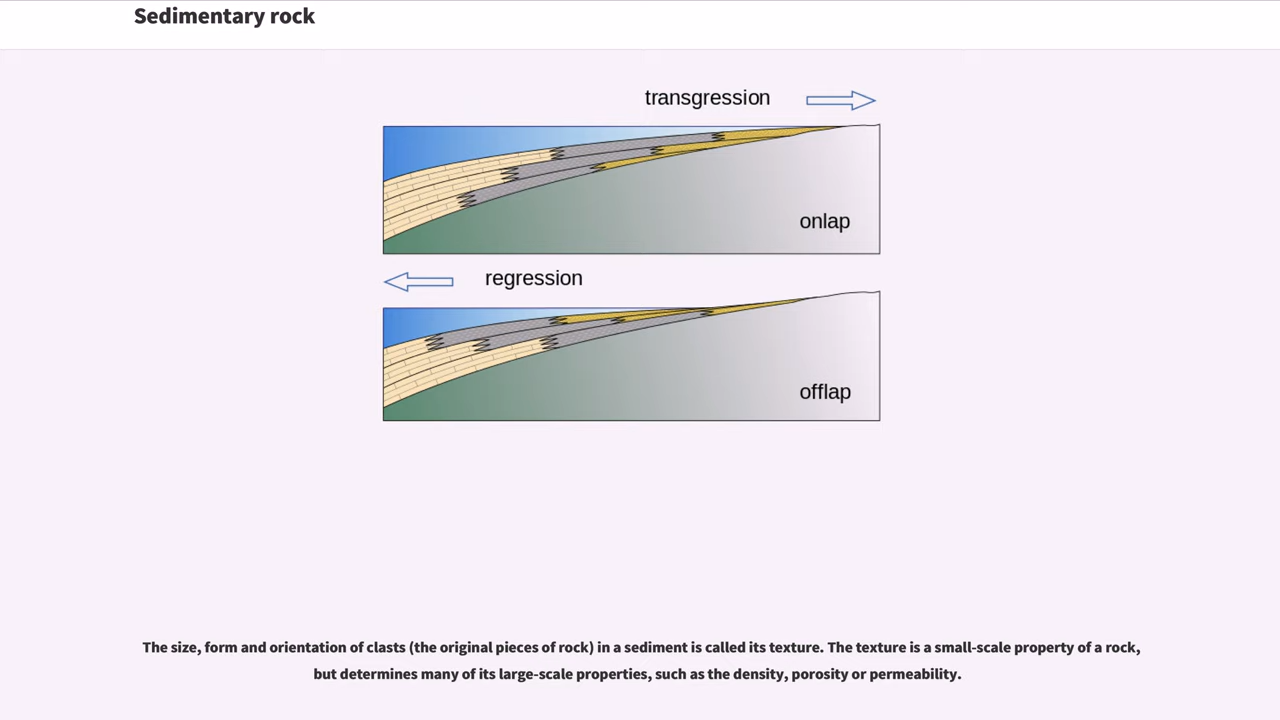 Sedimentary rock
transgression
onlap
regression
offlap
The size, form and orientation of clasts (the original pieces of rock) in a sediment is called its texture. The texture is a small-scale property of a rock,
but determines many of its large-scale properties, such as the density, porosity or permeability.